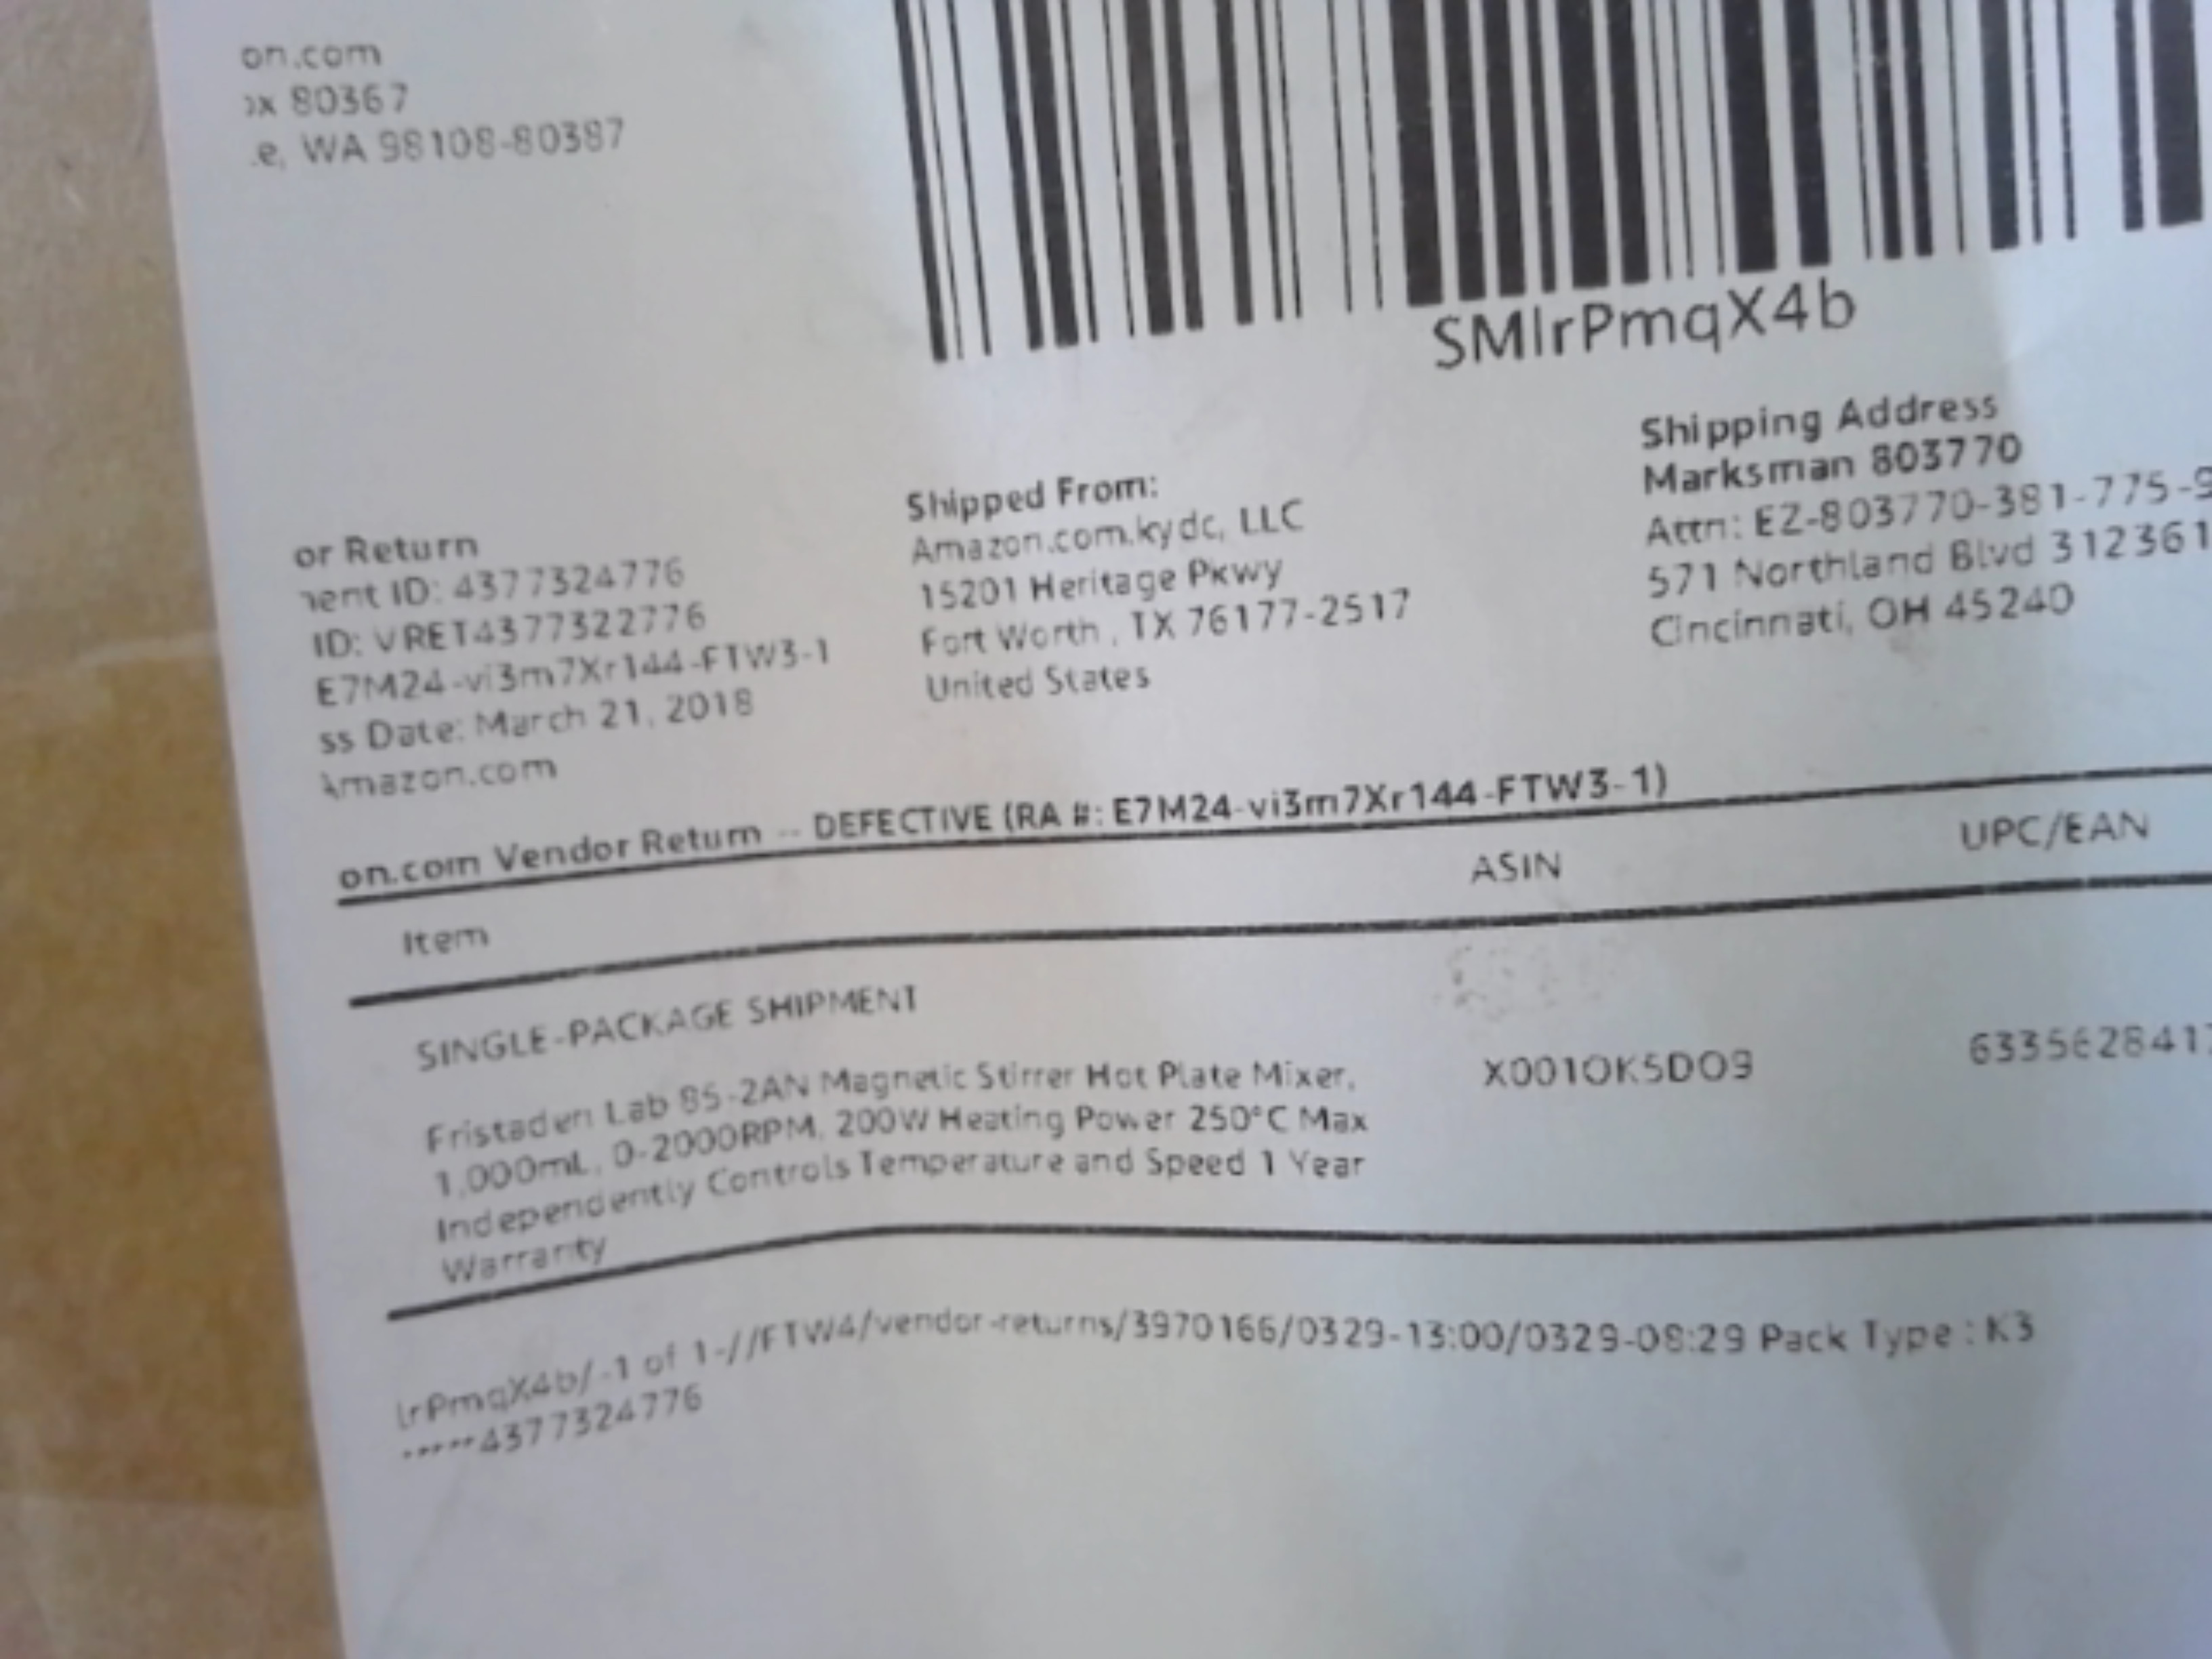 on.com
ox 80367
e, WA 98108-80387
SMlrPmqX4b
or Return
ment ID: 4377324776
ID: VRET4377322776
E7M24-vi3m7Xr144-FTW3-1
ss Date: March 21, 2018
Amazon.com
Shipped From:
Amazon.com.kydc, LLC
15201 Heritage Pkwy
Fort Worth , TX 76177-2517
United States
Shipping Address
Marksman 803770
Attn: EZ-803770-381-775-9
571 Northland Blvd 312361
Cincinnati, OH 45240
on.com Vendor Return -- DEFECTIVE (RA #: E7M24-vi3m7Xr144-FTW3-1)
Item ASIN UPC/EAN
SINGLE-PACKAGE SHIPMENT
Fristaden Lab 85-2AN Magnetic Stirrer Hot Plate Mixer, X001OK5DO9 6335628417
1,000mL, 0-2000RPM, 200W Heating Power 250°C Max
Independently Controls Temperature and Speed 1 Year
Warranty
lrPmqX4b/-1 of 1-//FTW4/vendor-returns/3970166/0329-13:00/0329-08:29 Pack Type : K3
*****4377324776